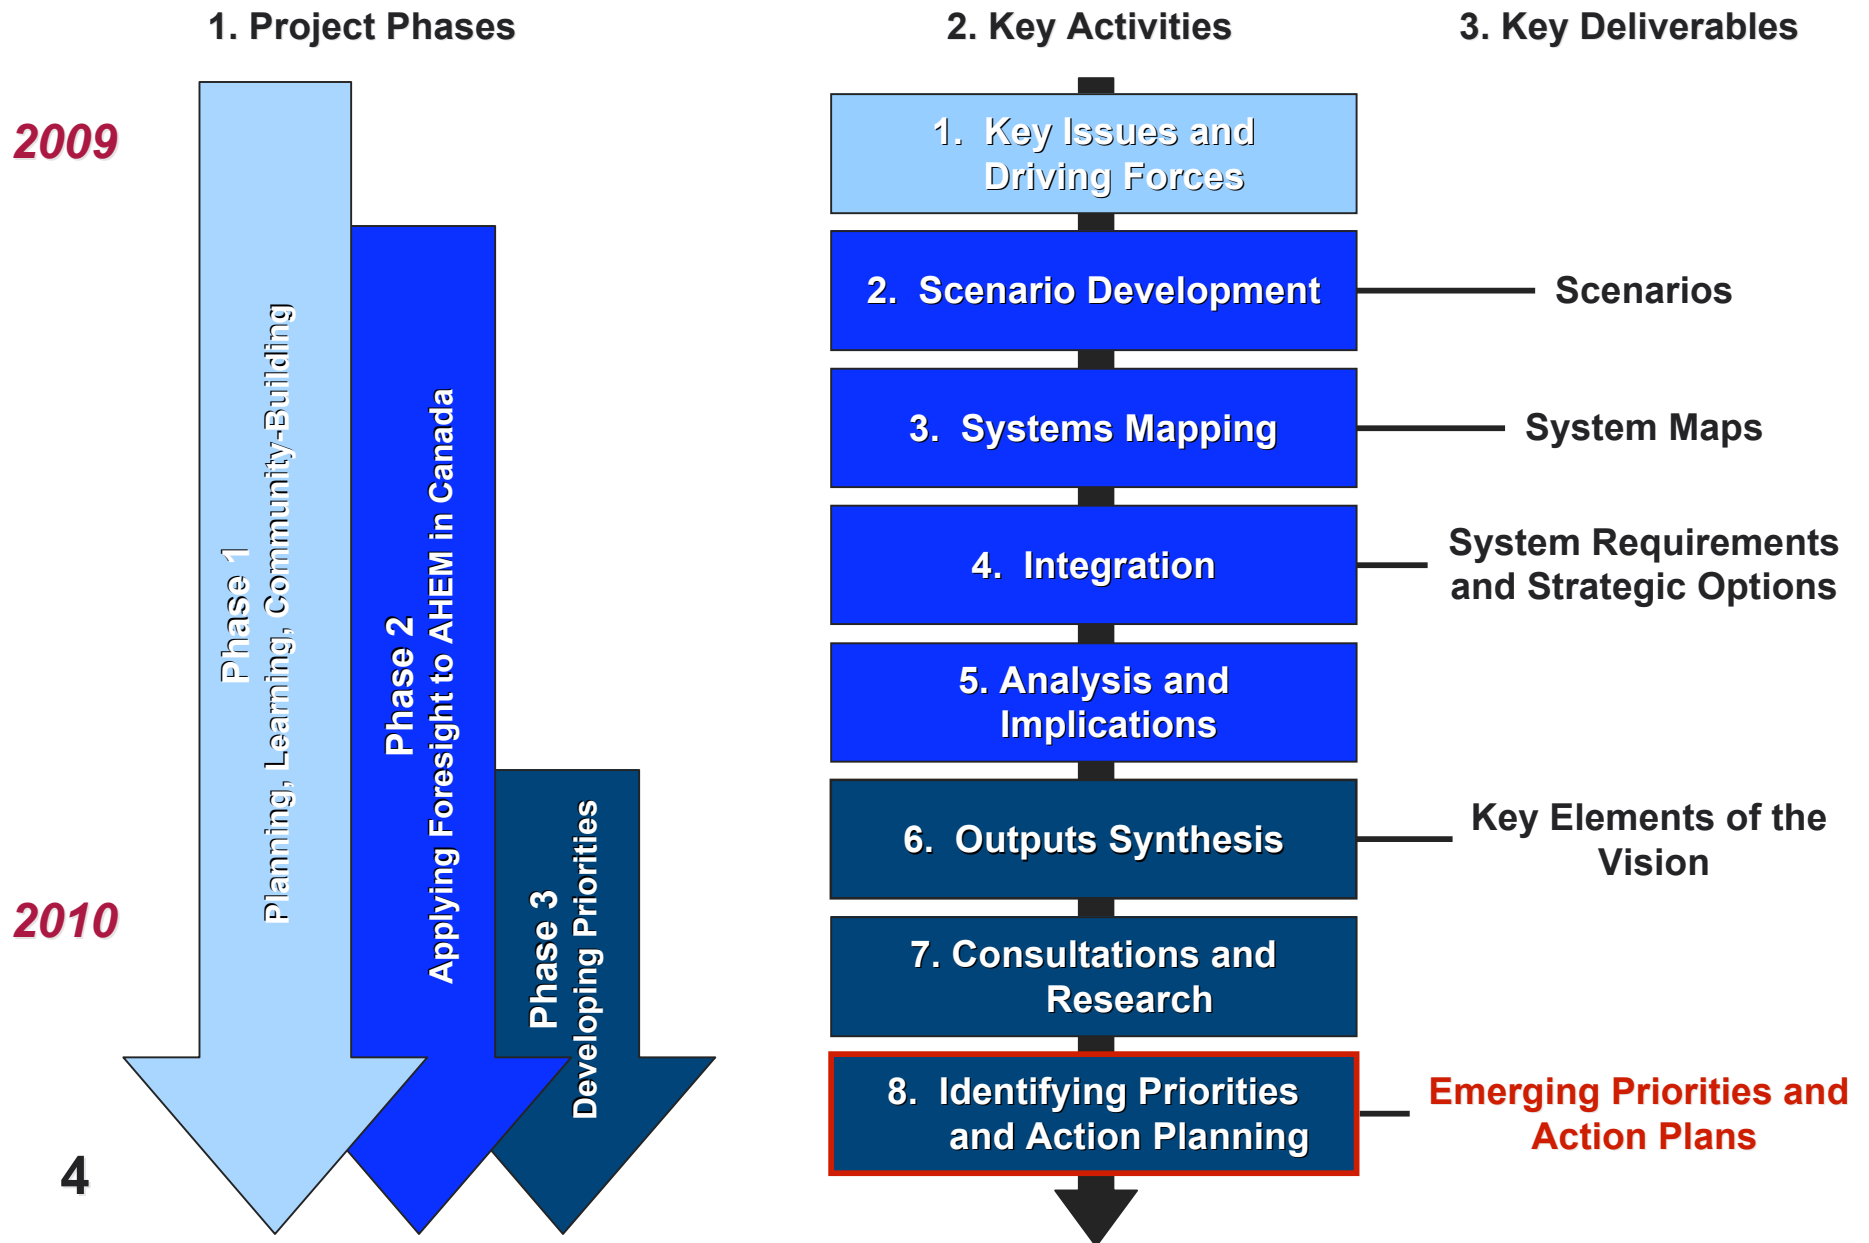 1. Project Phases
2. Key Activities
3. Key Deliverables
2009
2010
Phase 1
Planning, Learning, Community-Building
Phase 2
Applying Foresight to AHEM in Canada
Phase 3
Developing Priorities
1. Key Issues and
Driving Forces
2. Scenario Development
Scenarios
3. Systems Mapping
System Maps
4. Integration
System Requirements
and Strategic Options
5. Analysis and
Implications
6. Outputs Synthesis
Key Elements of the
Vision
7. Consultations and
Research
8. Identifying Priorities
and Action Planning
Emerging Priorities and
Action Plans
4